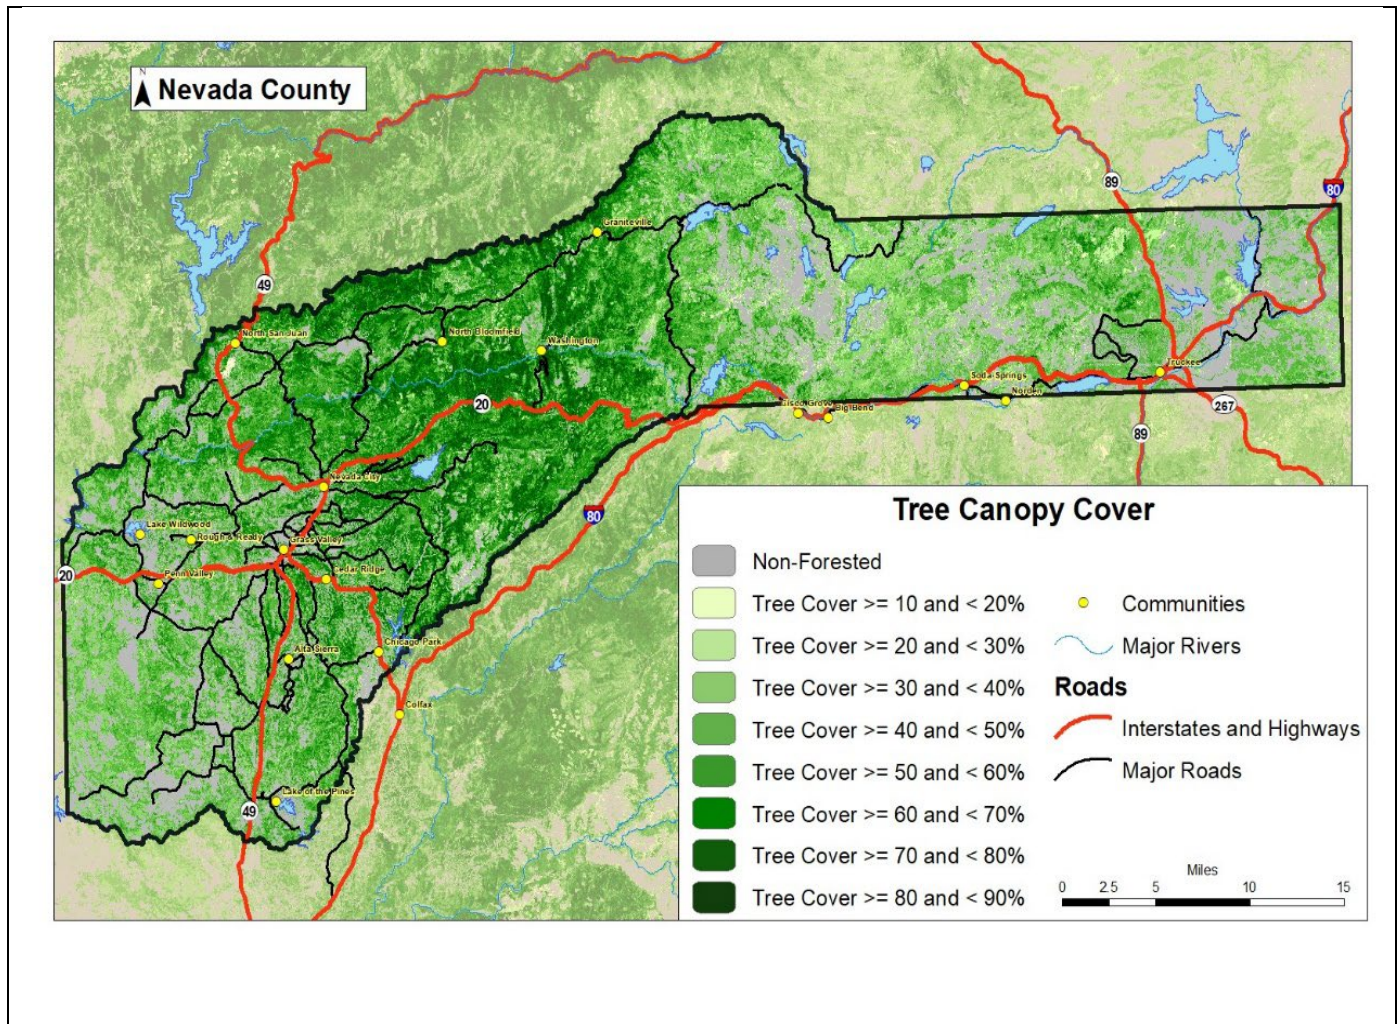 N
Nevada County
89
80
Graniteville
49
North San Juan
North Bloomfield
Washington
Truckee
Soda Springs
Norden
20
Cisco Grove
Big Bend
267
89
Nevada City
80
Lake Wildwood
Rough & Ready
Grass Valley
20
Penn Valley
Cedar Ridge
Chicago Park
Alta Sierra
Colfax
Lake of the Pines
49
Tree Canopy Cover
Non-Forested
Tree Cover >= 10 and < 20%
Tree Cover >= 20 and < 30%
Tree Cover >= 30 and < 40%
Tree Cover >= 40 and < 50%
Tree Cover >= 50 and < 60%
Tree Cover >= 60 and < 70%
Tree Cover >= 70 and < 80%
Tree Cover >= 80 and < 90%
Communities
Major Rivers
Roads
Interstates and Highways
Major Roads
Miles
0 2.5 5 10 15